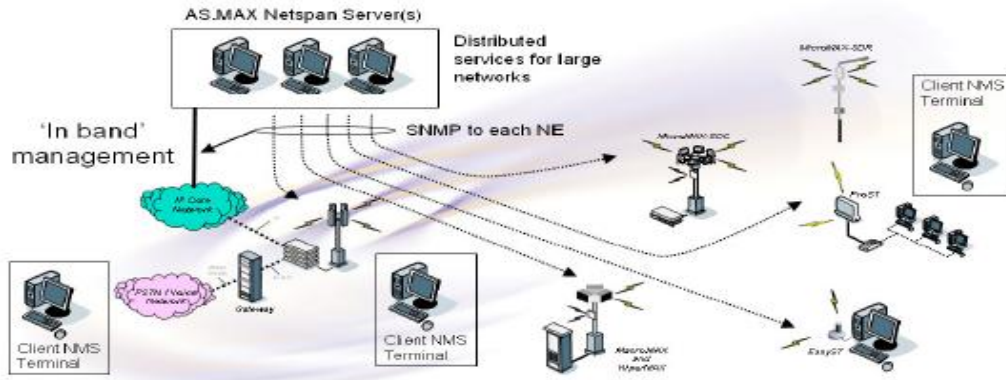 AS.MAX Netspan Server(s)
Distributed
services for large
networks
'In band'
management
SNMP to each NE
MicroMAX-SDR
Client NMS
Terminal
MicroMAX-SOC
ProST
IP Core
Network
PSTN / Voice
Network
Gateway
Client NMS
Terminal
Client NMS
Terminal
MacroMAX
and
HiperMAX
EasyST